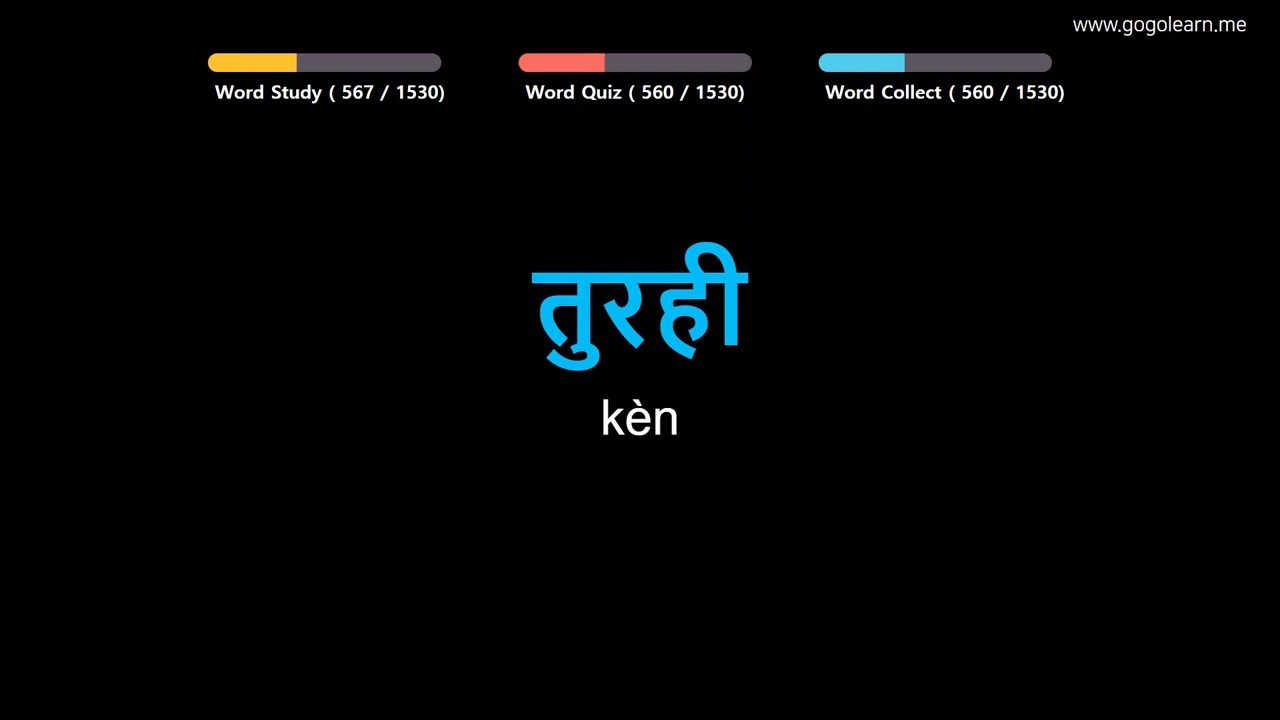 www.gogolearn.me
Word Study ( 567 / 1530)
Word Quiz ( 560 / 1530)
Word Collect ( 560 / 1530)
तुरही
kèn